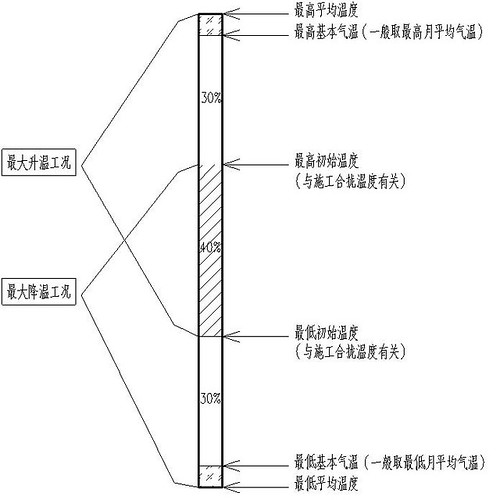 最高平均温度
最高基本气温(一般取最高月平均气温)
30%
最大升温工况
最高初始温度
(与施工合拢温度有关)
40%
最大降温工况
最低初始温度
(与施工合拢温度有关)
30%
最低基本气温(一般取最低月平均气温)
最低平均温度